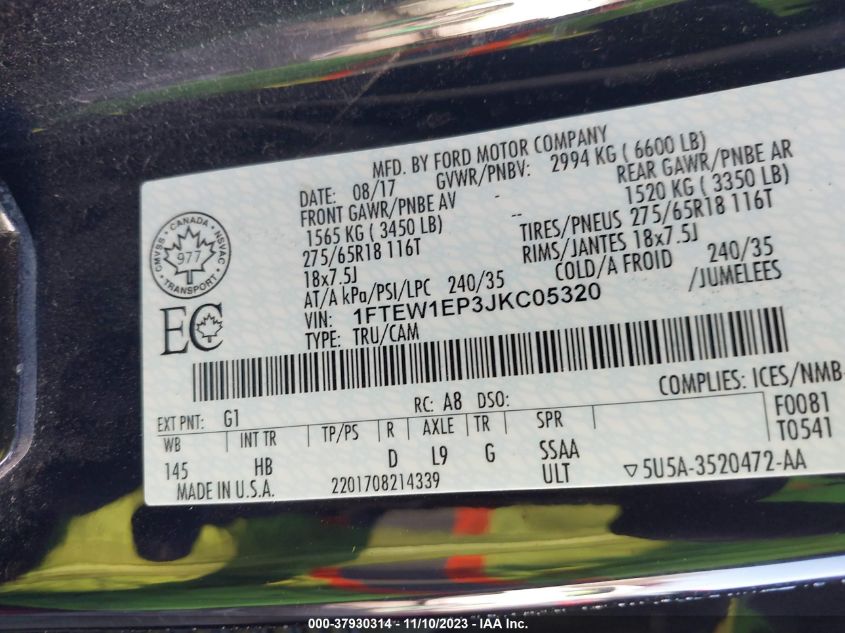 MFD. BY FORD MOTOR COMPANY
DATE: 08/17 GVWR/PNBV: 2994 KG ( 6600 LB)
FRONT GAWR/PNBE AV - REAR GAWR/PNBE AR
1565 KG ( 3450 LB) -- 1520 KG ( 3350 LB)
275/65R18 116T TIRES/PNEUS 275/65R18 116T
18x7.5J RIMS/JANTES 18x7.5J
AT/A kPa/PSI/LPC 240/35 COLD/A FROID 240/35
VIN: 1FTEW1EP3JKC05320 /JUMELEES
TYPE: TRU/CAM
CMVSS · CANADA · NSVAC
977
TRANSPORT
EC
COMPLIES: ICES/NMB-
EXT PNT: G1 RC: A8 DSO: F0081
WB INT TR TP/PS R AXLE TR SPR T0541
145 HB D L9 G SSAA
MADE IN U.S.A. 2201708214339 ULT ▽5U5A-3520472-AA
000-37930314 - 11/10/2023 - IAA Inc.